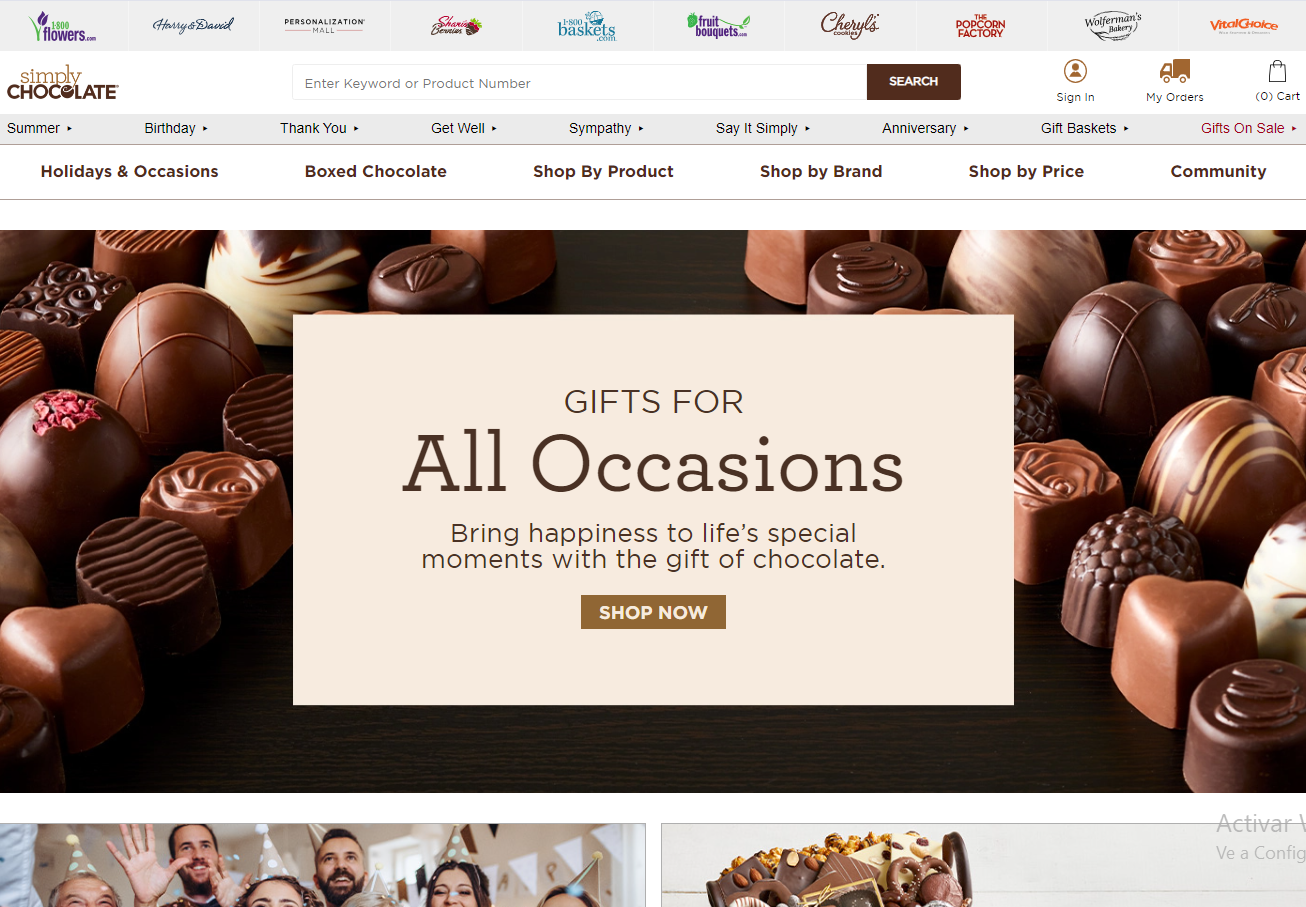 1-800
flowers.com
Harry & David
PERSONALIZATION
MALL
Shari's
Berries
1-800
baskets
.com
fruit
bouquets.com
Cheryl's
COOKIES
THE
POPCORN
FACTORY
Wolferman's
Bakery
VITAL CHOICE
simply
CHOCOLATE
Enter Keyword or Product Number
SEARCH
Sign In
My Orders
(0) Cart
Summer
Birthday
Thank You
Get Well
Sympathy
Say It Simply
Anniversary
Gift Baskets
Gifts On Sale
Holidays & Occasions
Boxed Chocolate
Shop By Product
Shop by Brand
Shop by Price
Community
GIFTS FOR
All Occasions
Bring happiness to life’s special
moments with the gift of chocolate.
SHOP NOW
Activar
Ve a Config